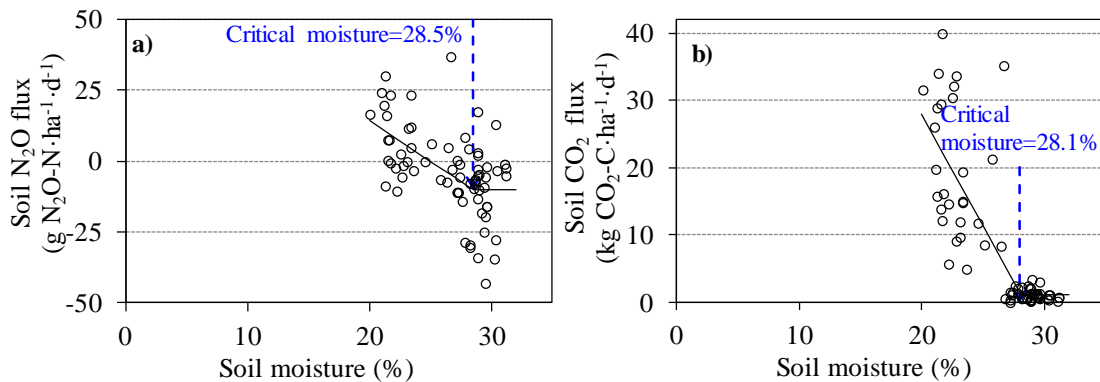 a)
Critical moisture=28.5%
Soil N₂O flux
(g N₂O-N·ha⁻¹·d⁻¹)
50
25
0
-25
-50
0
10
20
30
Soil moisture (%)
b)
Critical
moisture=28.1%
Soil CO₂ flux
(kg CO₂-C·ha⁻¹·d⁻¹)
40
30
20
10
0
0
10
20
30
Soil moisture (%)